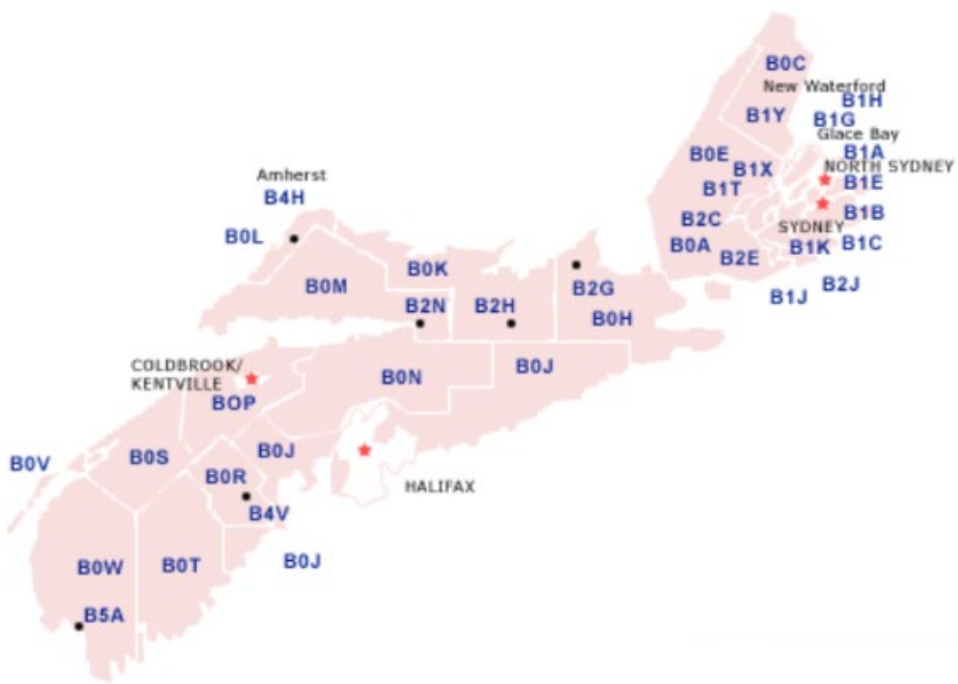 B0C
New Waterford
B1H
B1Y
B1G
Glace Bay
B0E
B1A
B1X
NORTH SYDNEY
Amherst
B1T
B1E
B4H
B2C
B1B
B0L
SYDNEY
B0A
B1K
B1C
B2E
B0K
B0M
B2G
B2J
B1J
B2N
B2H
B0H
COLDBROOK/
KENTVILLE
B0J
B0N
BOP
B0V
B0S
B0J
B0R
HALIFAX
B4V
B0W
B0T
B0J
B5A